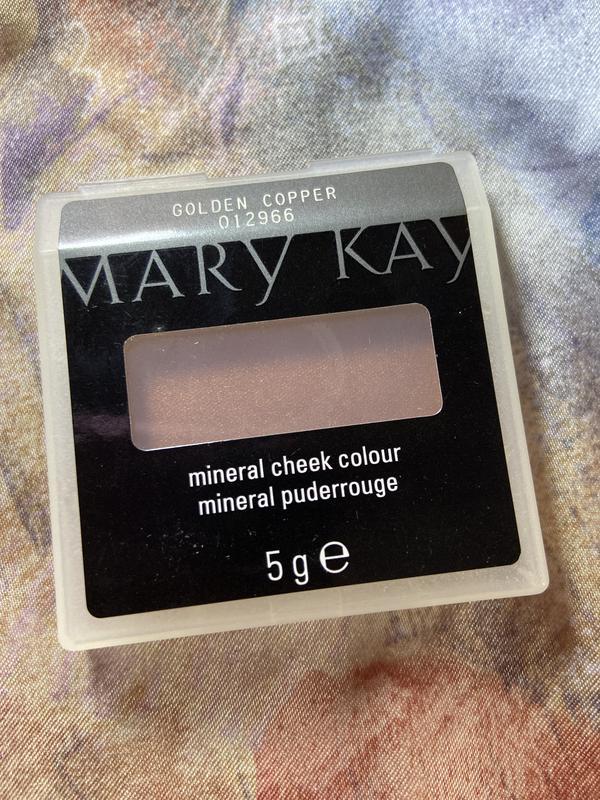 GOLDEN COPPER
012966
MARY KAY
mineral cheek colour
mineral puderrouge
5 g ℮